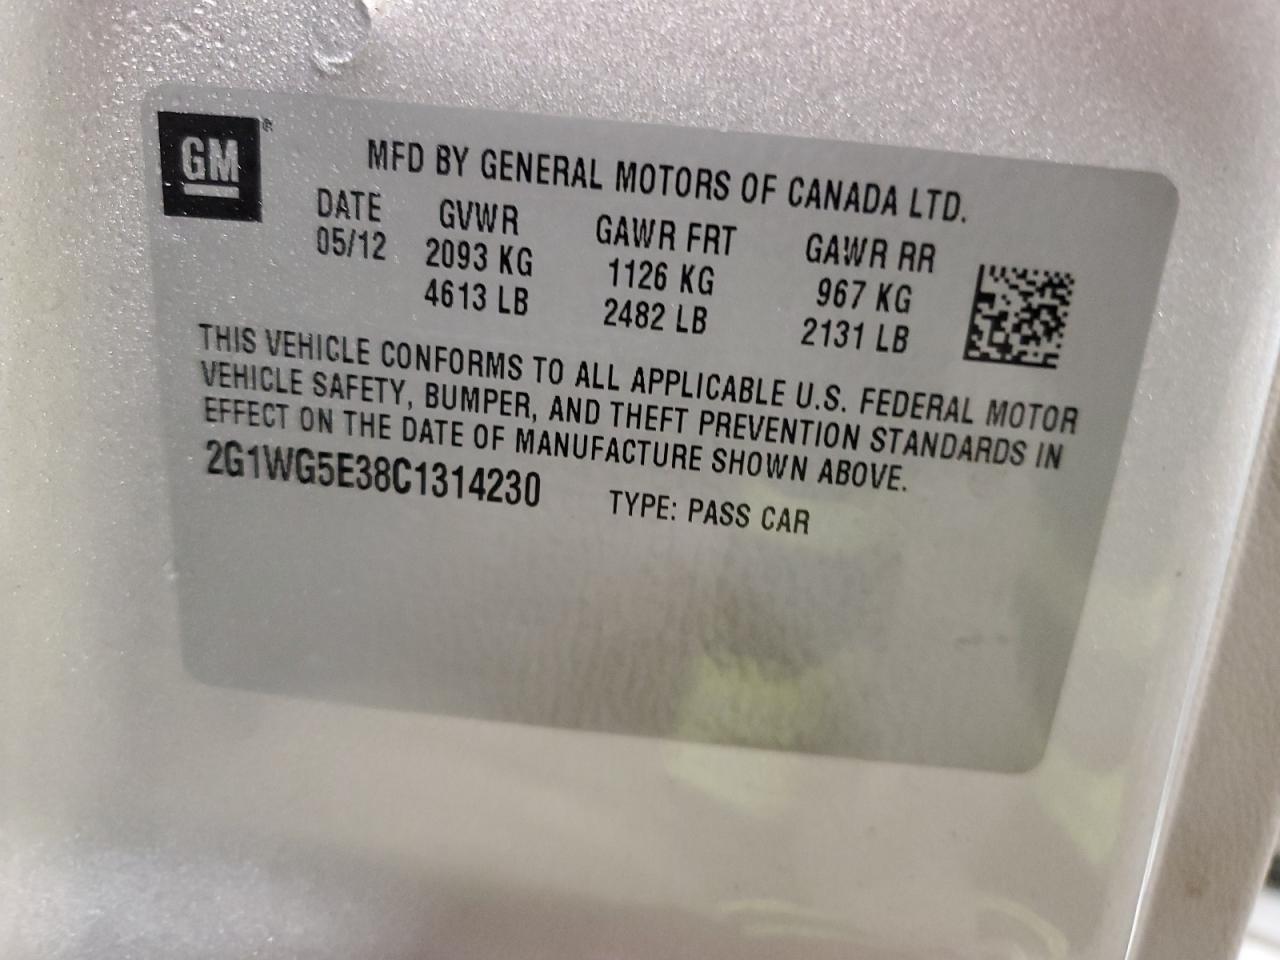 GM
MFD BY GENERAL MOTORS OF CANADA LTD.
DATE GVWR GAWR FRT GAWR RR
05/12 2093 KG 1126 KG 967 KG
4613 LB 2482 LB 2131 LB
THIS VEHICLE CONFORMS TO ALL APPLICABLE U.S. FEDERAL MOTOR
VEHICLE SAFETY, BUMPER, AND THEFT PREVENTION STANDARDS IN
EFFECT ON THE DATE OF MANUFACTURE SHOWN ABOVE.
2G1WG5E38C1314230 TYPE: PASS CAR